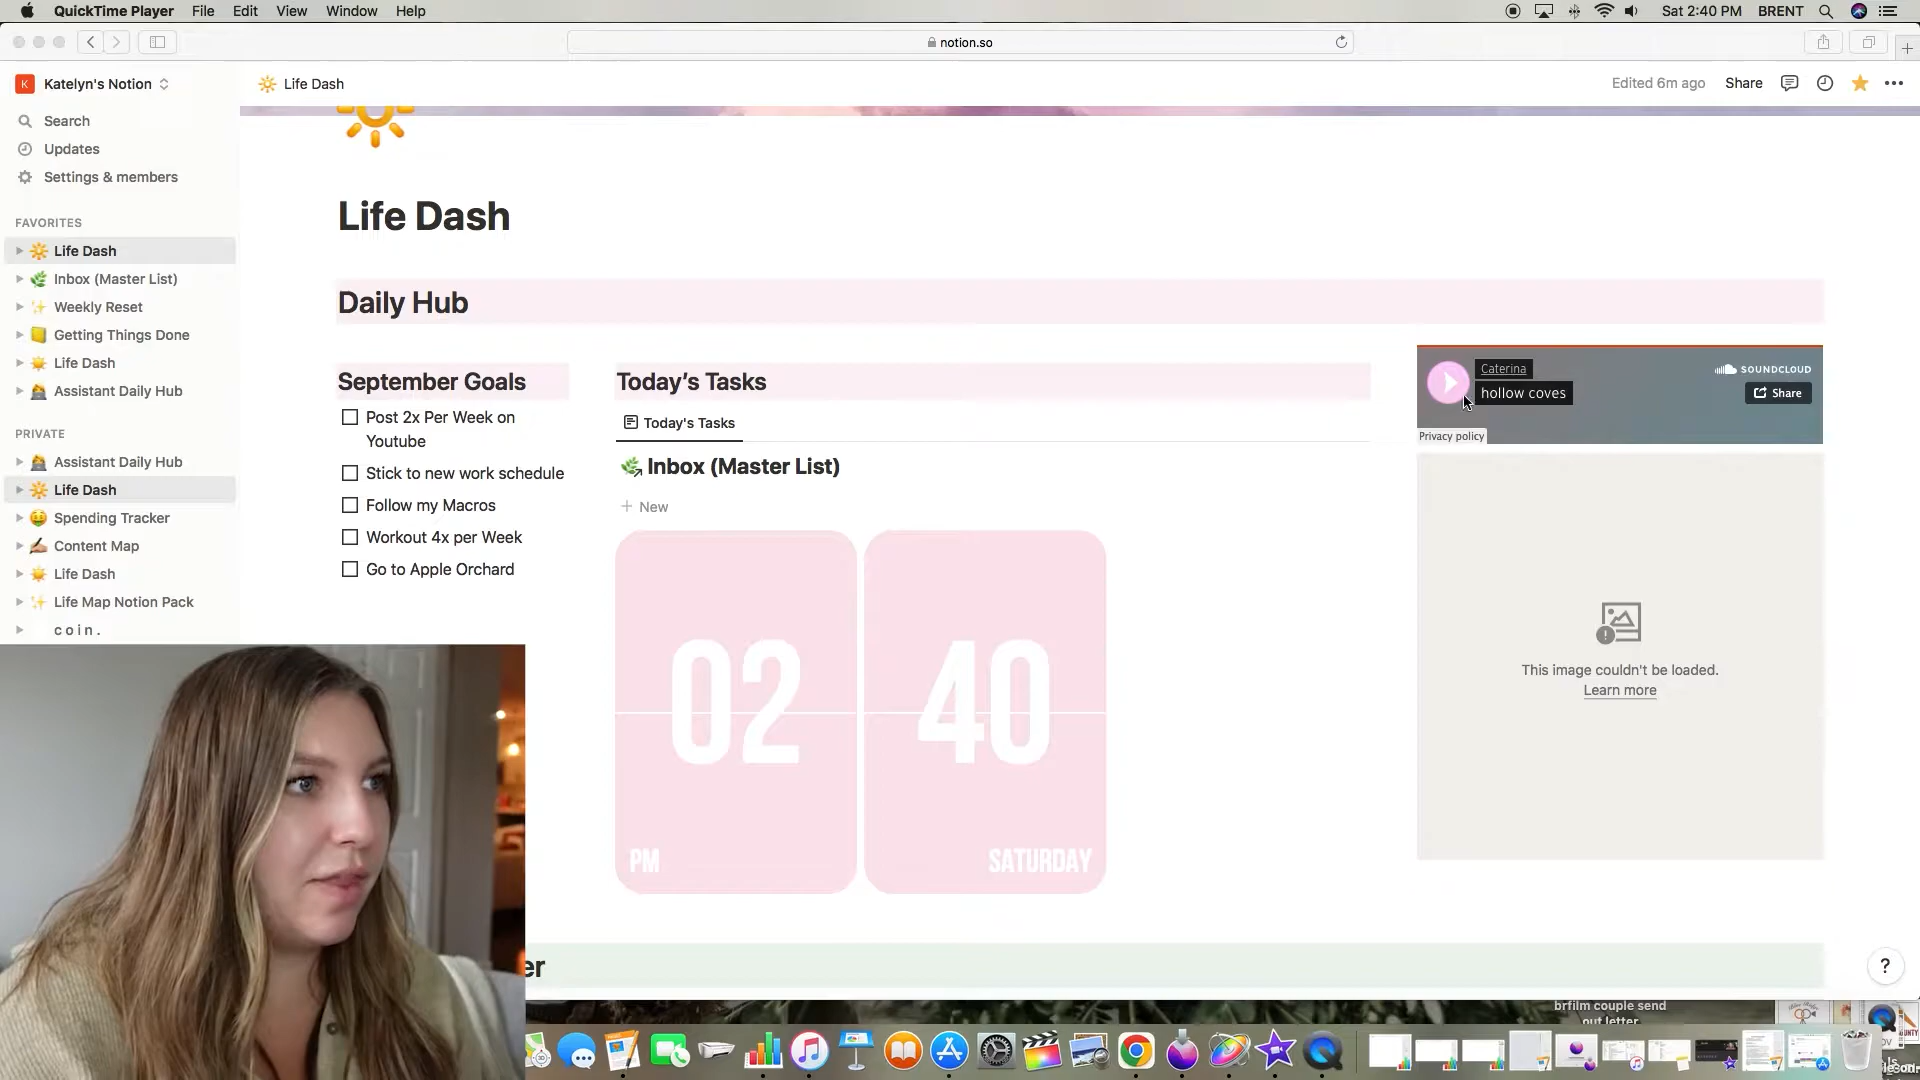 QuickTime Player File Edit View Window Help
Sat 2:40 PM BRENT
notion.so
K Katelyn's Notion
Life Dash
Edited 6m ago Share
Search
Updates
Settings & members
FAVORITES
Life Dash
Inbox (Master List)
Weekly Reset
Getting Things Done
Life Dash
Assistant Daily Hub
PRIVATE
Assistant Daily Hub
Life Dash
Spending Tracker
Content Map
Life Dash
Life Map Notion Pack
c o i n .
Life Dash
Daily Hub
September Goals
Post 2x Per Week on
Youtube
Stick to new work schedule
Follow my Macros
Workout 4x per Week
Go to Apple Orchard
Today's Tasks
Today's Tasks
Inbox (Master List)
+ New
02
40
PM
SATURDAY
Caterina
hollow coves
SOUNDCLOUD
Share
Privacy policy
This image couldn't be loaded.
Learn more
er
?
brfilm couple send
out letter